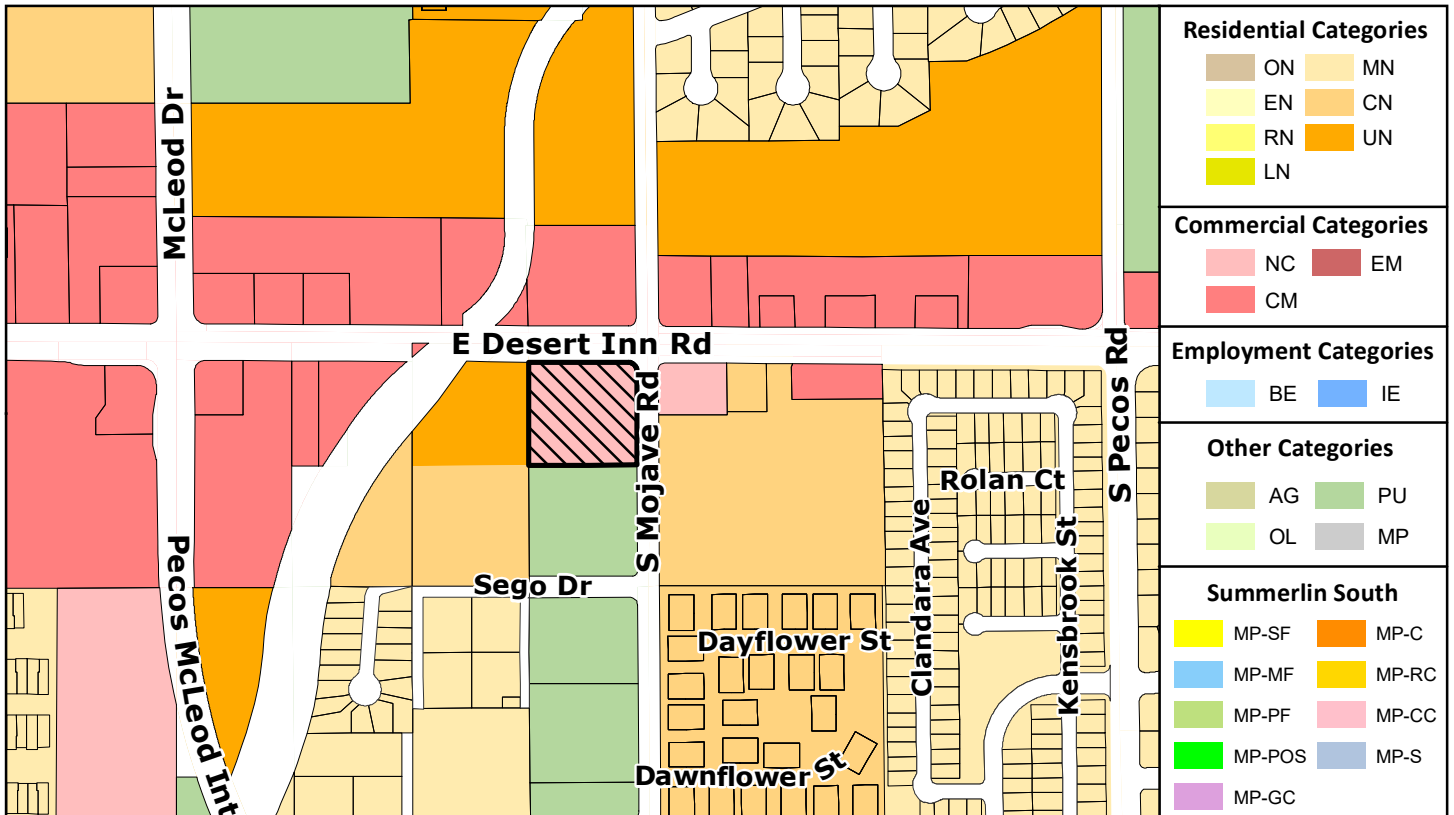 McLeod Dr
E Desert Inn Rd
S Mojave Rd
S Pecos Rd
Rolan Ct
Clandara Ave
Kensbrook St
Pecos McLeod Int
Sego Dr
Dayflower St
Dawnflower St
Residential Categories
ON MN
EN CN
RN UN
LN
Commercial Categories
NC EM
CM
Employment Categories
BE IE
Other Categories
AG PU
OL MP
Summerlin South
MP-SF MP-C
MP-MF MP-RC
MP-PF MP-CC
MP-POS MP-S
MP-GC